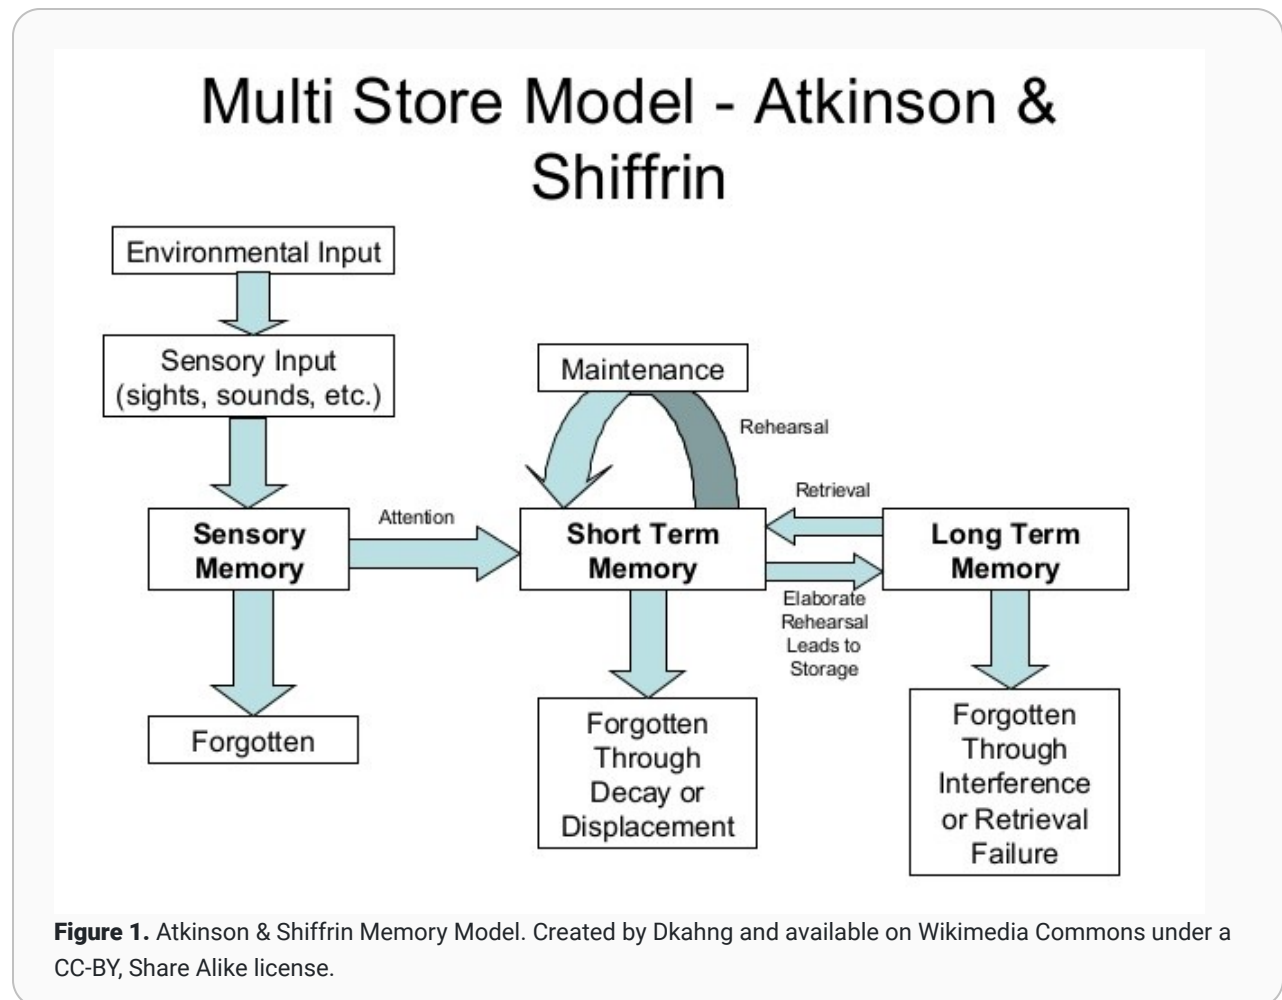 Multi Store Model - Atkinson &
Shiffrin
Environmental Input
Sensory Input
(sights, sounds, etc.)
Maintenance
Rehearsal
Retrieval
Attention
Sensory
Memory
Short Term
Memory
Long Term
Memory
Elaborate
Rehearsal
Leads to
Storage
Forgotten
Forgotten
Through
Decay or
Displacement
Forgotten
Through
Interference
or Retrieval
Failure
Figure 1. Atkinson & Shiffrin Memory Model. Created by Dkahng and available on Wikimedia Commons under a
CC-BY, Share Alike license.